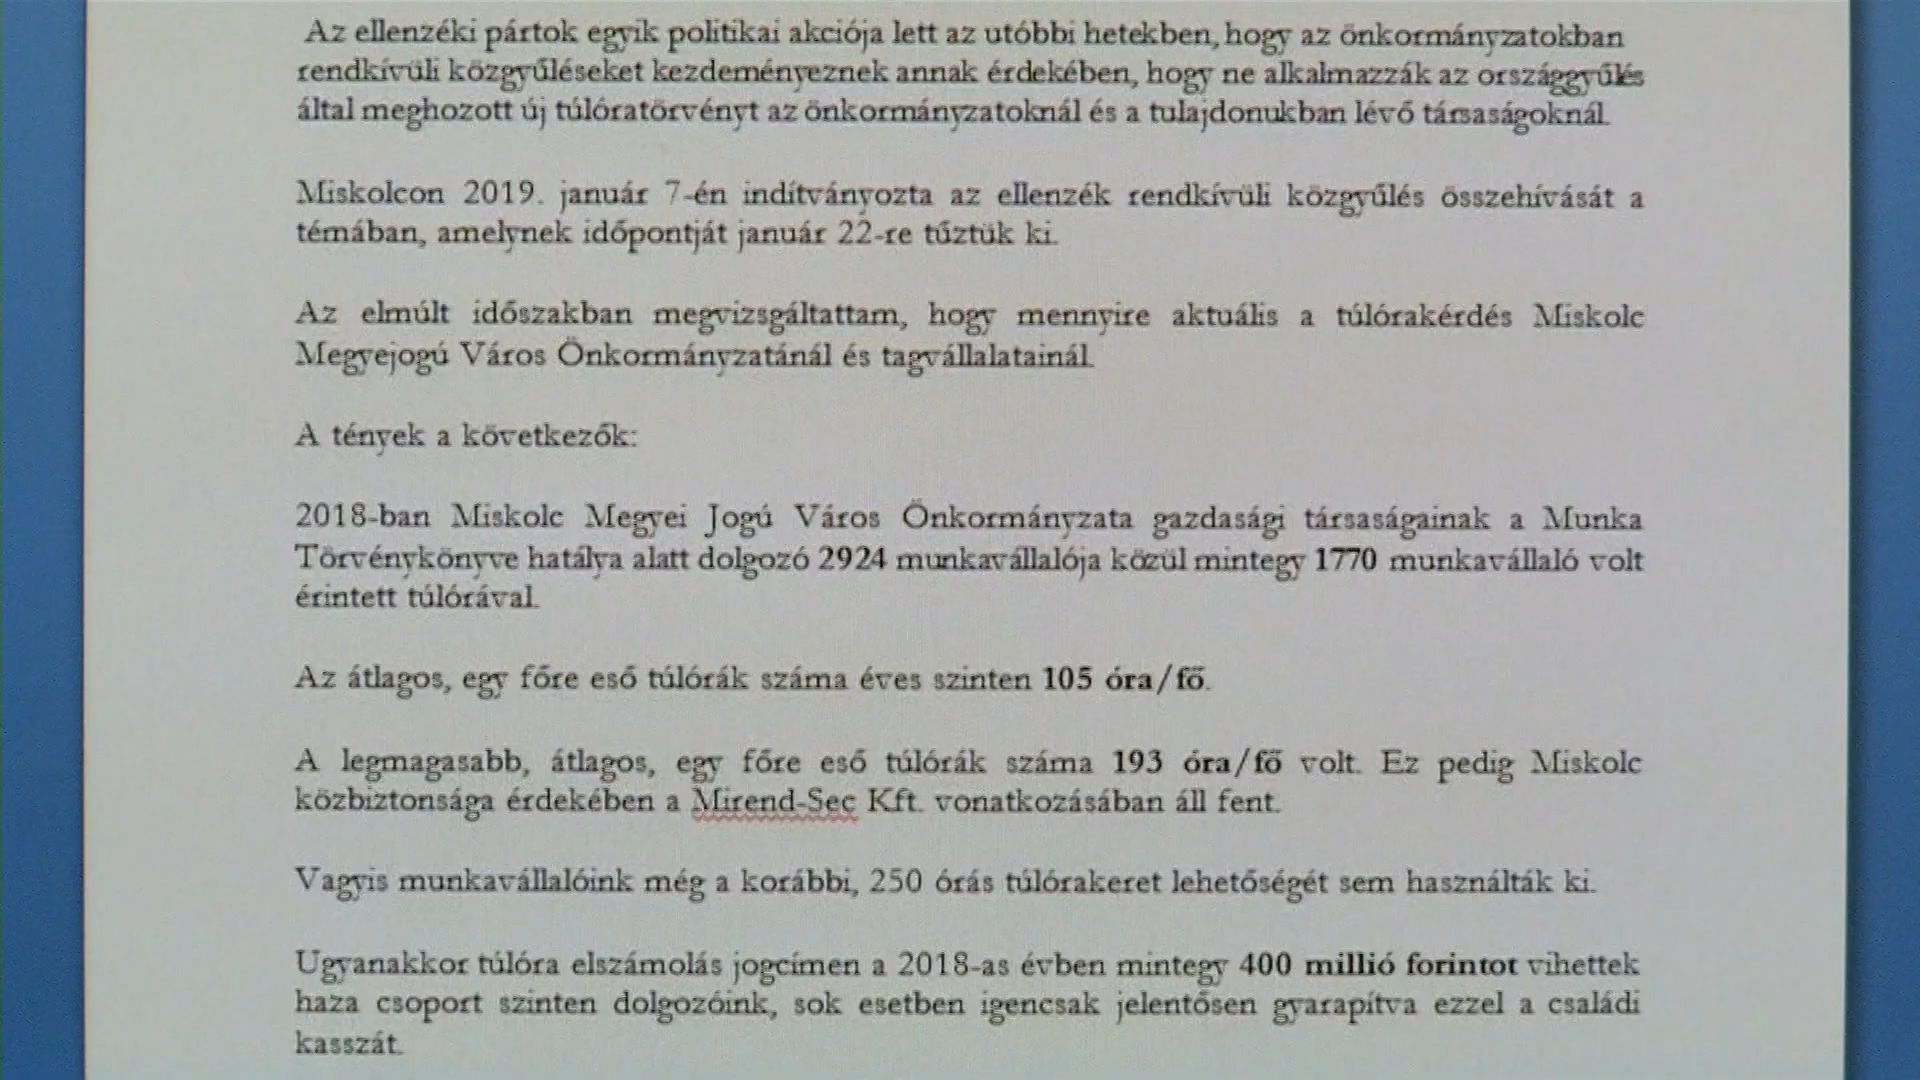 Az ellenzéki pártok egyik politikai akciója lett az utóbbi hetekben, hogy az önkormányzatokban
rendkívüli közgyűléseket kezdeményeznek annak érdekében, hogy ne alkalmazzák az országgyűlés
által meghozott új túlóratörvényt az önkormányzatoknál és a tulajdonukban lévő társaságoknál.
Miskolcon 2019. január 7-én indítványozta az ellenzék rendkívüli közgyűlés összehívását a
témában, amelynek időpontját január 22-re tűztük ki.
Az elmúlt időszakban megvizsgáltattam, hogy mennyire aktuális a túlórakérdés Miskolc
Megyejogú Város Önkormányzatánál és tagvállalatainál.
A tények a következők:
2018-ban Miskolc Megyei Jogú Város Önkormányzata gazdasági társaságainak a Munka
Törvénykönyve hatálya alatt dolgozó 2924 munkavállalója közül mintegy 1770 munkavállaló volt
érintett túlórával.
Az átlagos, egy főre eső túlórák száma éves szinten 105 óra/fő.
A legmagasabb, átlagos, egy főre eső túlórák száma 193 óra/fő volt. Ez pedig Miskolc
közbiztonsága érdekében a Mirend-Sec Kft. vonatkozásában áll fent.
Vagyis munkavállalóink még a korábbi, 250 órás túlórakeret lehetőségét sem használták ki.
Ugyanakkor túlóra elszámolás jogcímen a 2018-as évben mintegy 400 millió forintot vihettek
haza csoport szinten dolgozóink, sok esetben igencsak jelentősen gyarapítva ezzel a családi
kasszát.